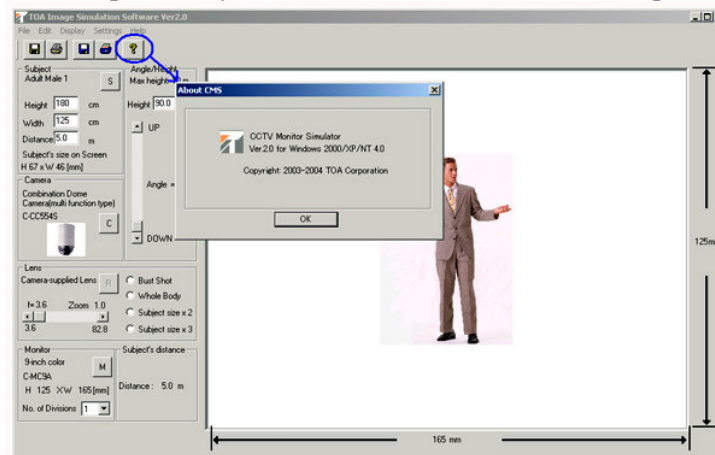 TOA Image Simulation Software Ver2.0
File Edit Display Settings Help
?
Subject
Adult Male 1
S
Height 180 cm
Width 125 cm
Distance 5.0 m
Subject's size on Screen
H 67 x W 46 [mm]
Angle/Height
Max height
Height 90.0
UP
Angle =
DOWN
Camera
Combination Dome
Camera(multi function type)
C-CC554S
C
Lens
Camera-supplied Lens
R
f=3.6 Zoom 1.0
3.6 82.8
Bust Shot
Whole Body
Subject size x 2
Subject size x 3
Monitor
9-inch color
M
C-MC9A
H 125 XW 165[mm]
No. of Divisions 1
Subject's distance
Distance : 5.0 m
About CMS
CCTV Monitor Simulator
Ver.2.0 for Windows 2000/XP/NT 4.0
Copyright: 2003-2004 TOA Corporation
OK
125m
165 mm